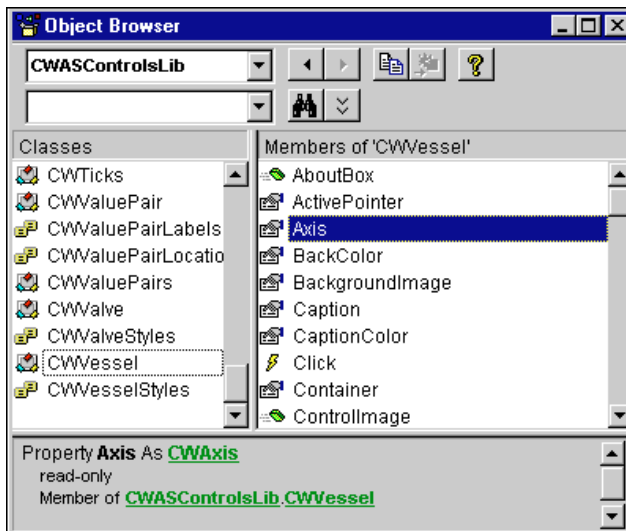 Object Browser
CWASControlsLib
Classes
CWTicks
CWValuePair
CWValuePairLabels
CWValuePairLocatio
CWValuePairs
CWValve
CWValveStyles
CWVessel
CWVesselStyles
Members of 'CWVessel'
AboutBox
ActivePointer
Axis
BackColor
BackgroundImage
Caption
CaptionColor
Click
Container
ControlImage
Property Axis As CWAxis
read-only
Member of CWASControlsLib.CWVessel